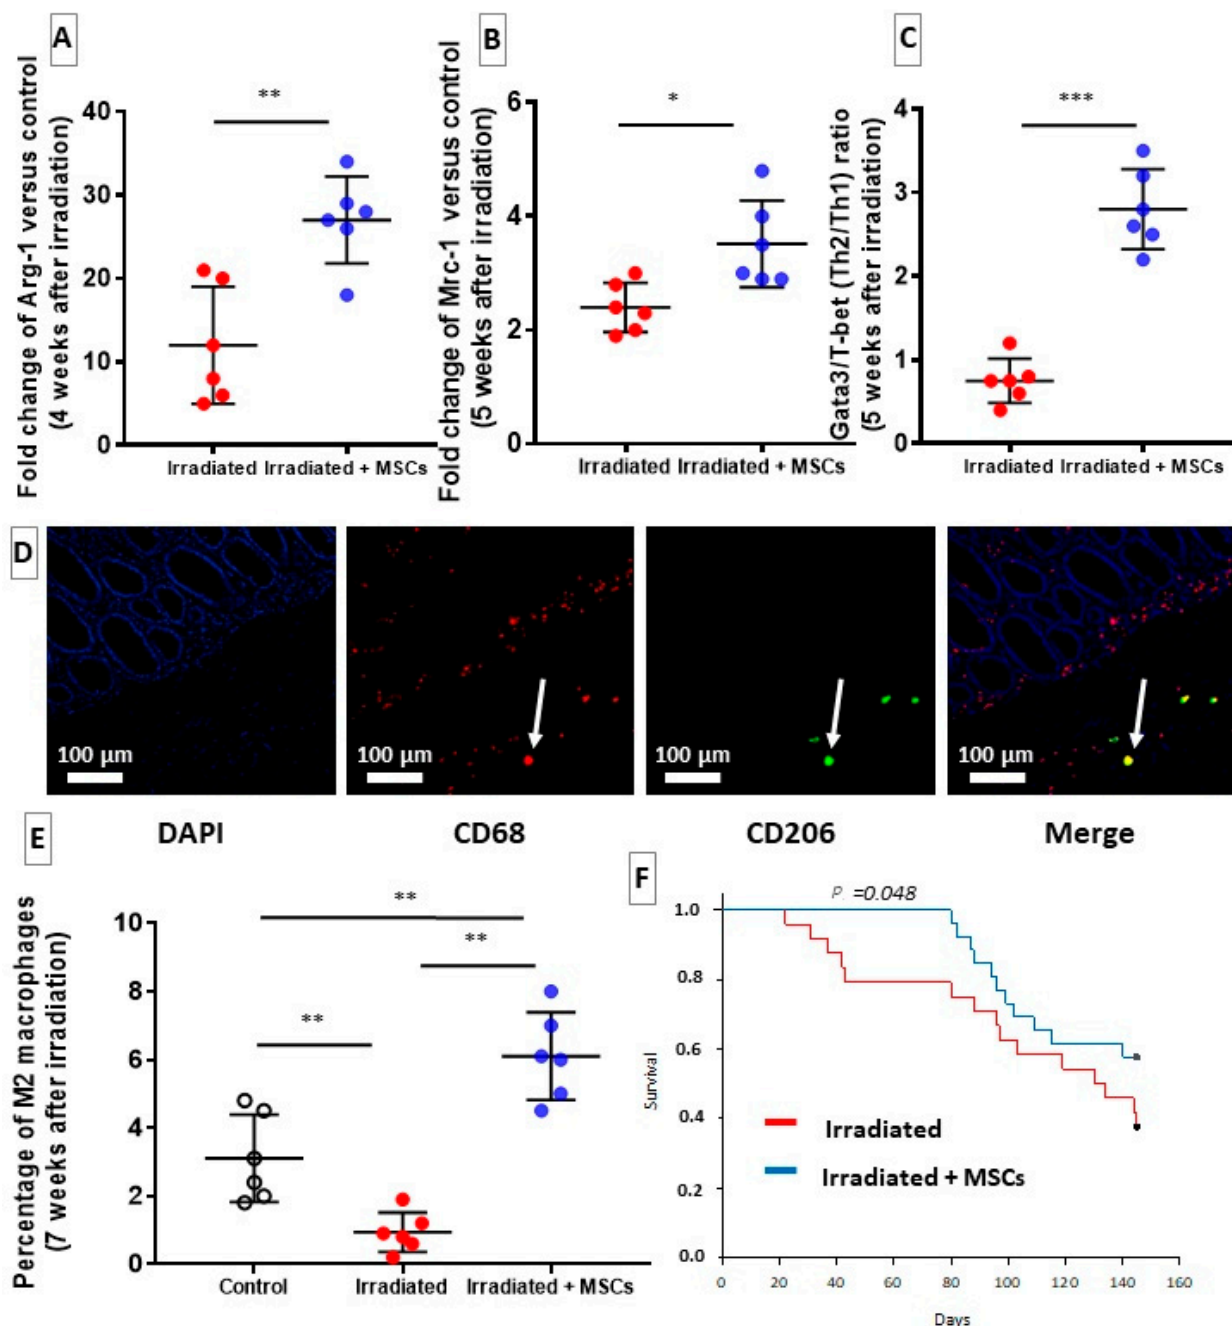 A
Fold change of Arg-1 versus control
(4 weeks after irradiation)
**
40
30
20
10
0
Irradiated
Irradiated + MSCs
B
Fold change of Mrc-1 versus control
(5 weeks after irradiation)
*
6
4
2
0
Irradiated
Irradiated + MSCs
C
Gata3/T-bet (Th2/Th1) ratio
(5 weeks after irradiation)
***
4
3
2
1
0
Irradiated
Irradiated + MSCs
D
100 µm
100 µm
100 µm
100 µm
DAPI
CD68
CD206
Merge
E
Percentage of M2 macrophages
(7 weeks after irradiation)
**
**
**
10
8
6
4
2
0
Control
Irradiated
Irradiated + MSCs
F
P. =0.048
Survival
1.0
0.8
0.6
0.4
0.2
0.0
Irradiated
Irradiated + MSCs
0
20
40
60
80
100
120
140
160
Days